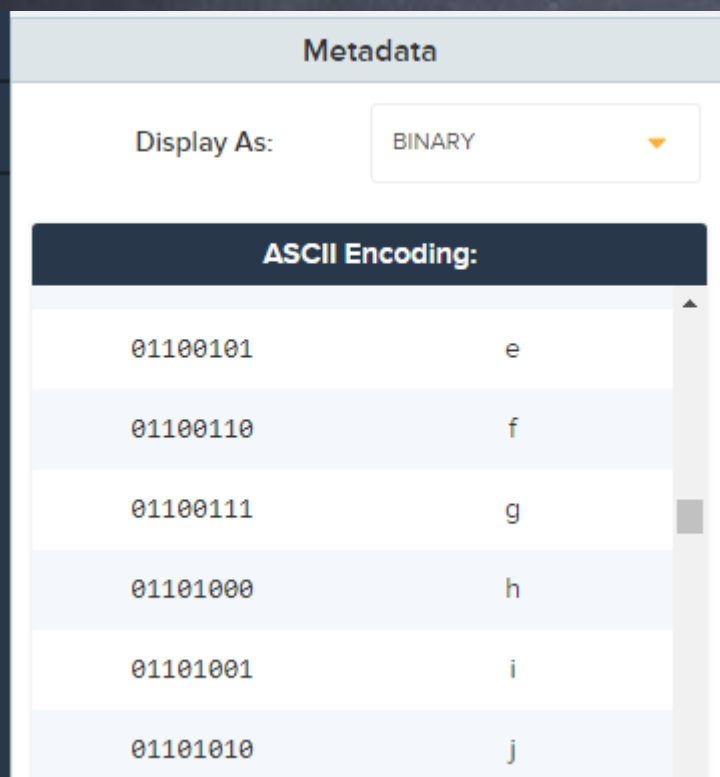 Metadata
Display As: BINARY
ASCII Encoding:
01100101 e
01100110 f
01100111 g
01101000 h
01101001 i
01101010 j